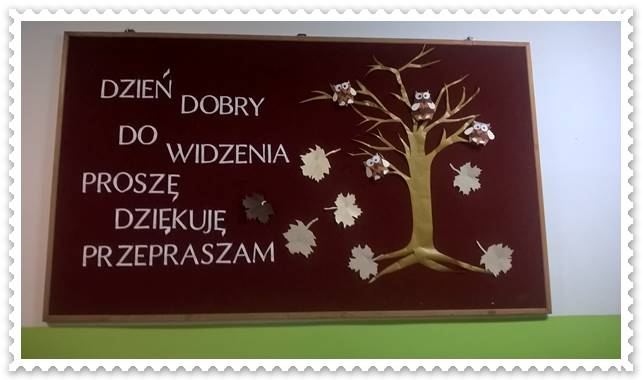 DZIEŃ DOBRY
DO WIDZENIA
PROSZĘ
DZIĘKUJĘ
PRZEPRASZAM